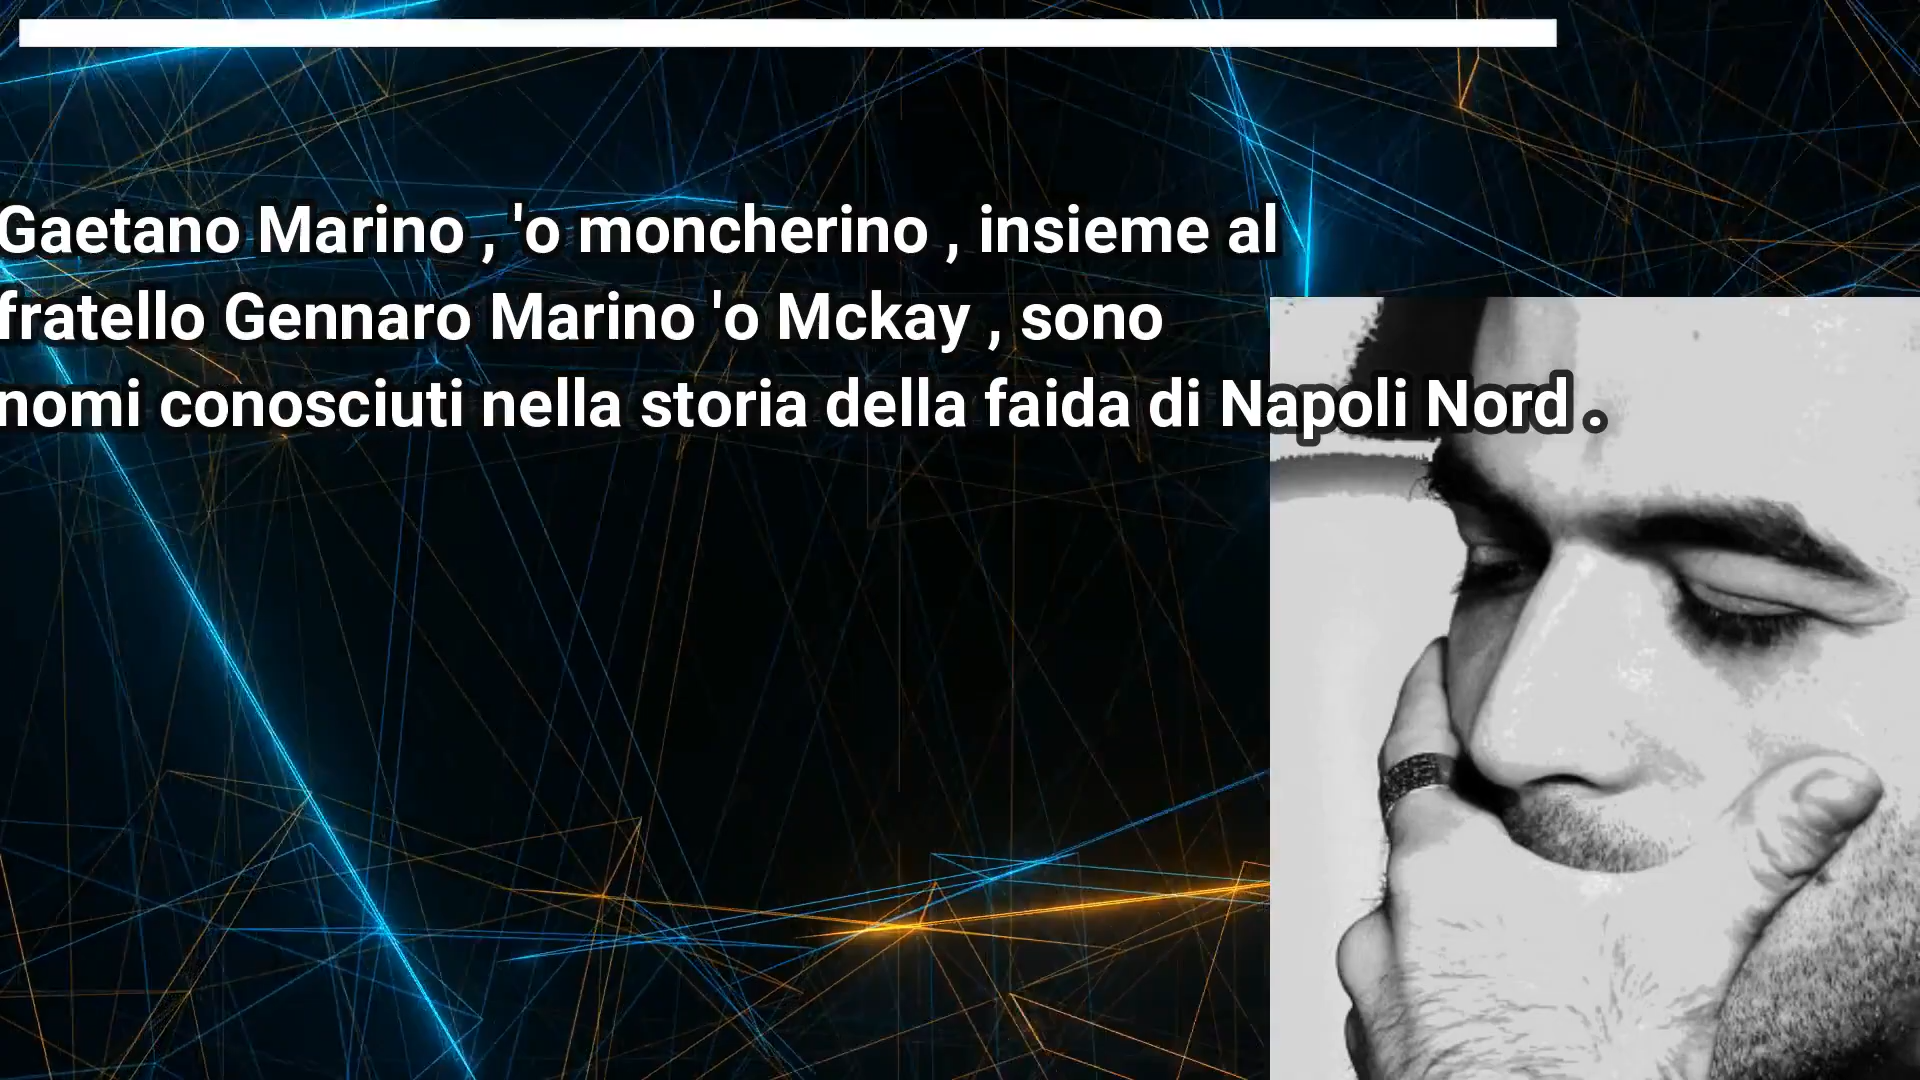 Gaetano Marino , 'o moncherino , insieme al
fratello Gennaro Marino 'o Mckay , sono
nomi conosciuti nella storia della faida di Napoli Nord .